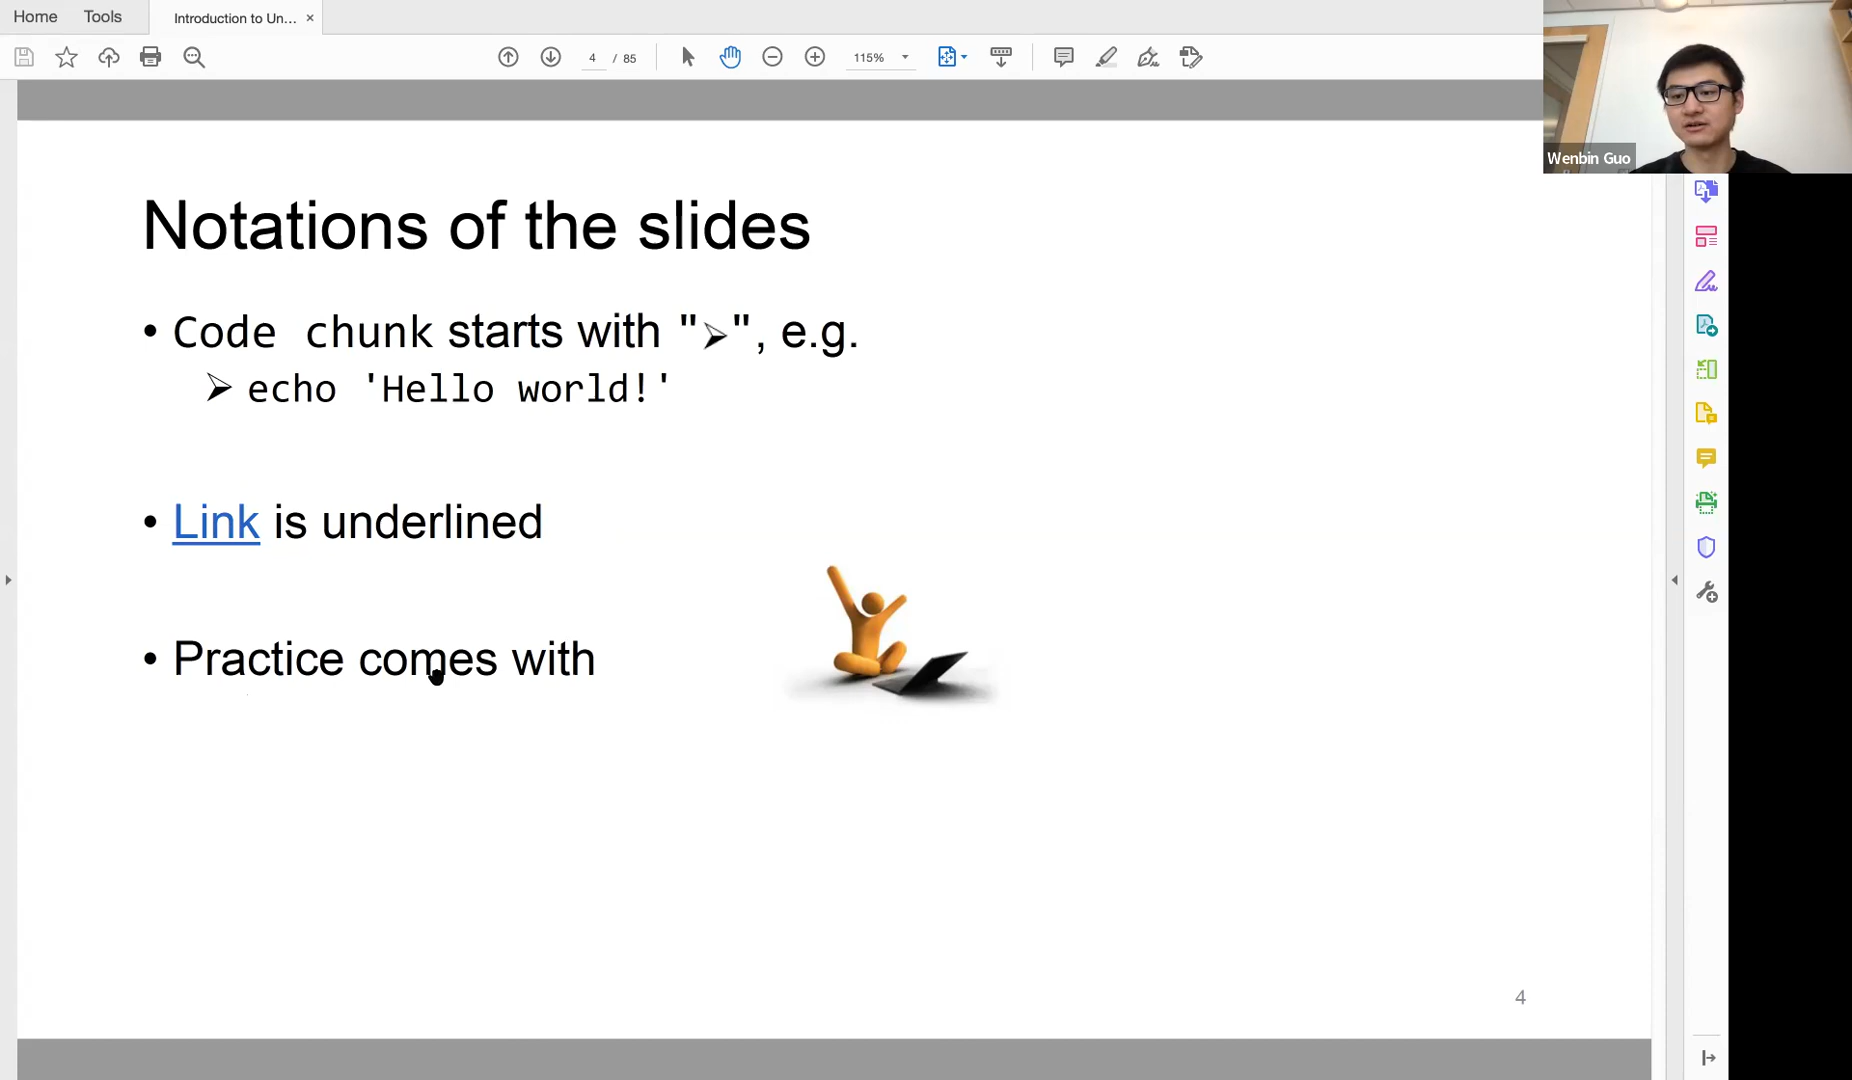 Home Tools Introduction to Un... ×
4 / 85 115%
Wenbin Guo
Notations of the slides
• Code chunk starts with "➢", e.g.
➢ echo 'Hello world!'
• Link is underlined
• Practice comes with
4